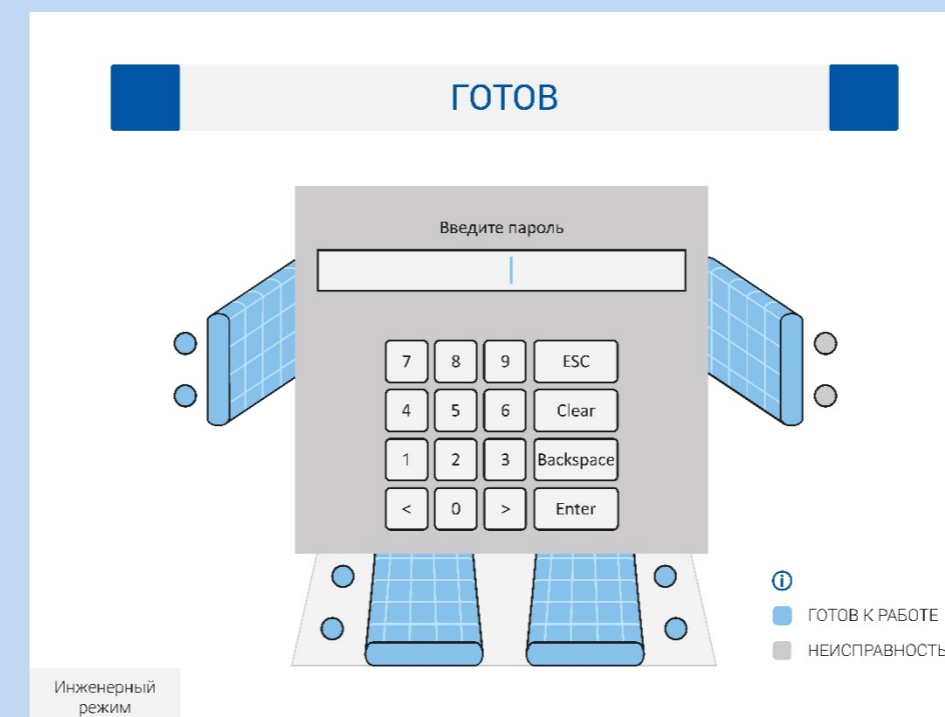 ГОТОВ
Введите пароль
7 8 9 ESC
4 5 6 Clear
1 2 3 Backspace
< 0 > Enter
ГОТОВ К РАБОТЕ
НЕИСПРАВНОСТЬ
Инженерный
режим